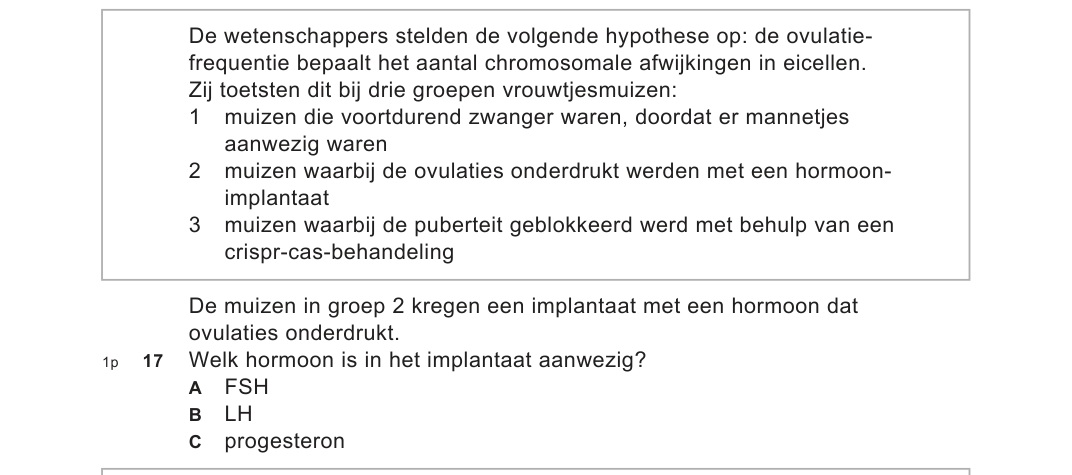 De wetenschappers stelden de volgende hypothese op: de ovulatie-
frequentie bepaalt het aantal chromosomale afwijkingen in eicellen.
Zij toetsten dit bij drie groepen vrouwtjesmuizen:
1 muizen die voortdurend zwanger waren, doordat er mannetjes
aanwezig waren
2 muizen waarbij de ovulaties onderdrukt werden met een hormoon-
implantaat
3 muizen waarbij de puberteit geblokkeerd werd met behulp van een
crispr-cas-behandeling
De muizen in groep 2 kregen een implantaat met een hormoon dat
ovulaties onderdrukt.
1p 17 Welk hormoon is in het implantaat aanwezig?
A FSH
B LH
C progesteron